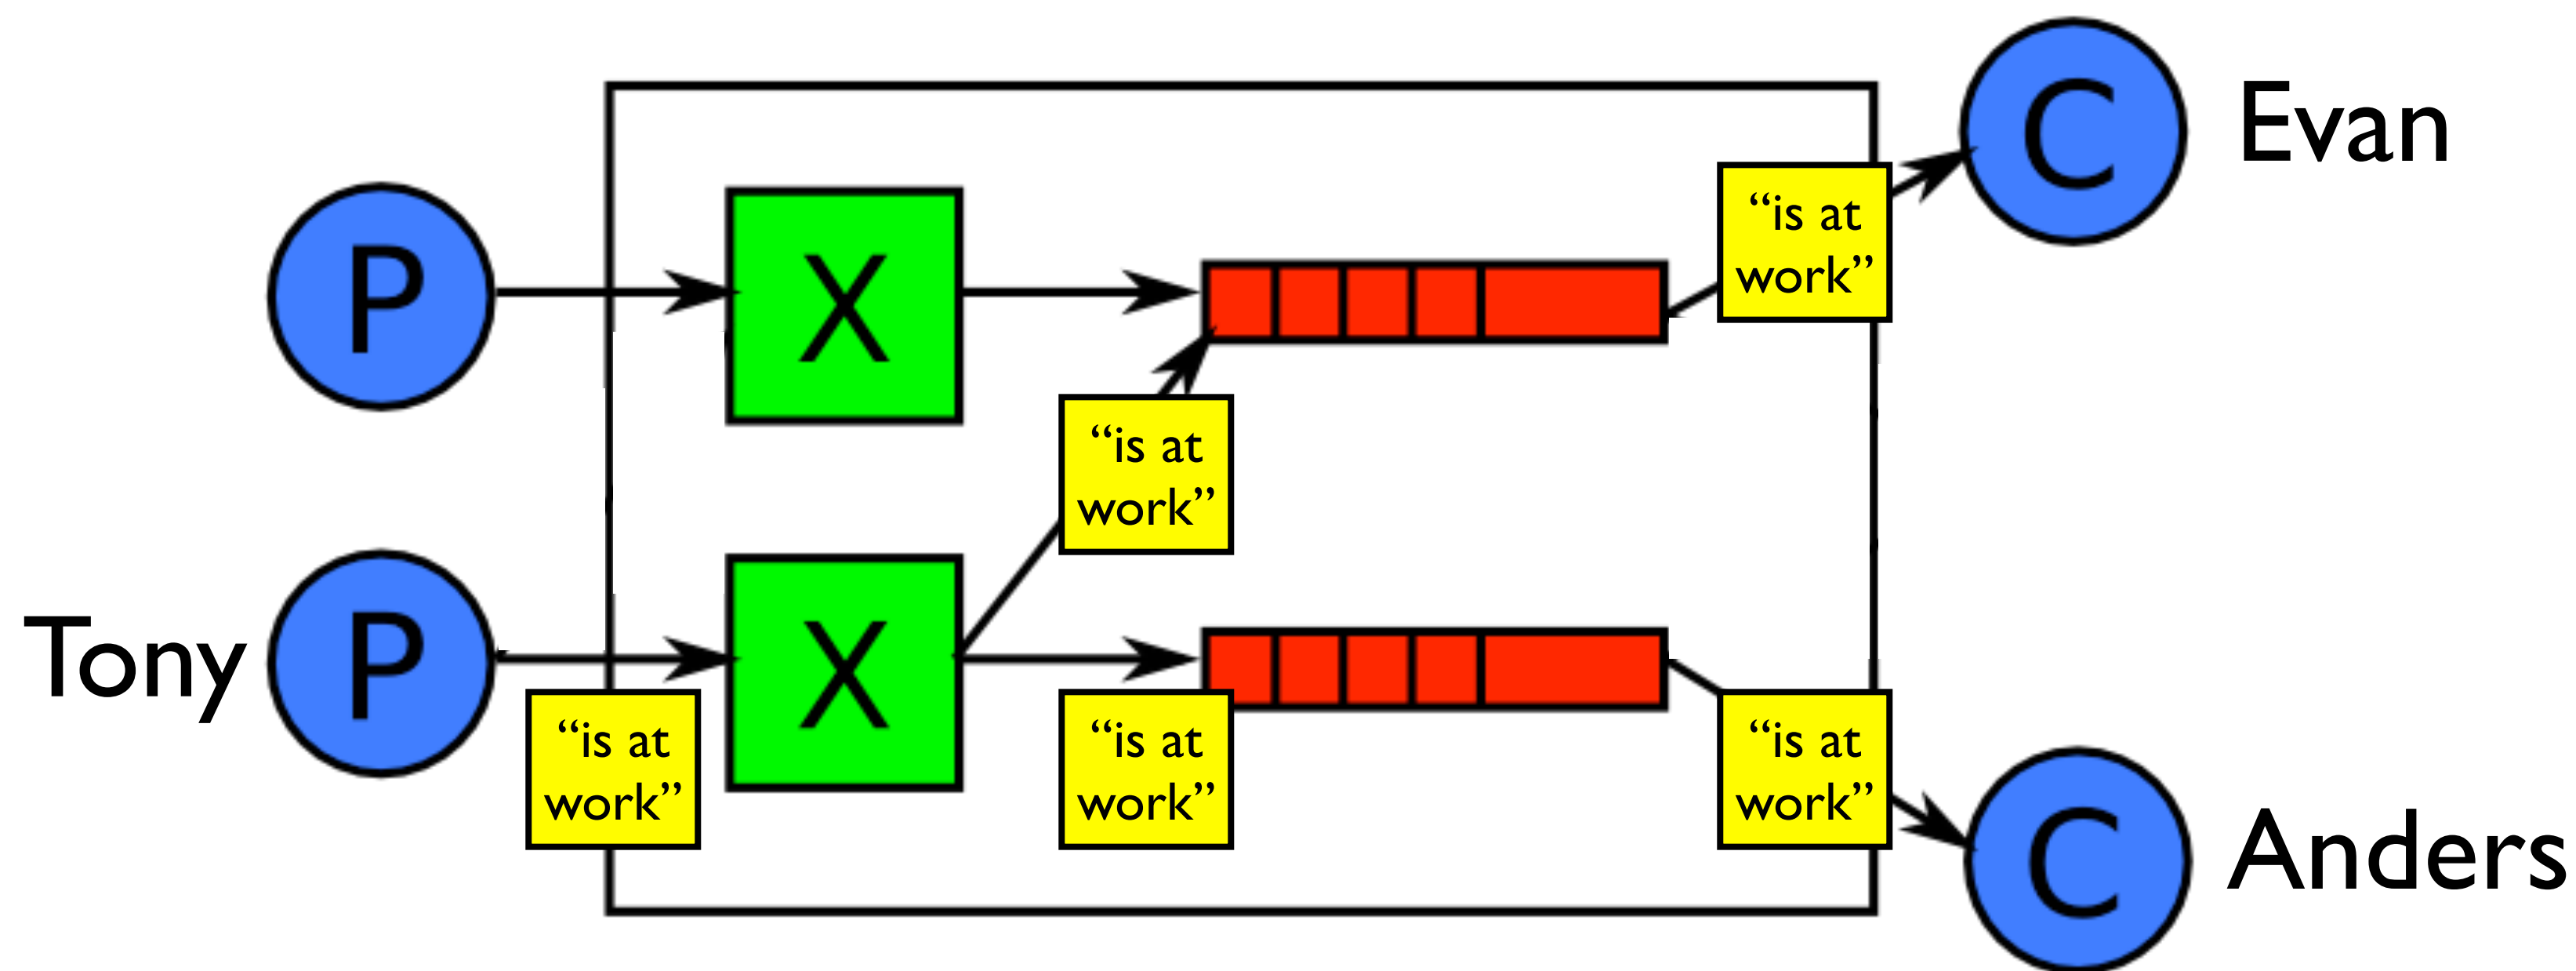 C
Evan
“is at
work”
P
X
“is at
work”
Tony
P
X
“is at
work”
“is at
work”
“is at
work”
C
Anders